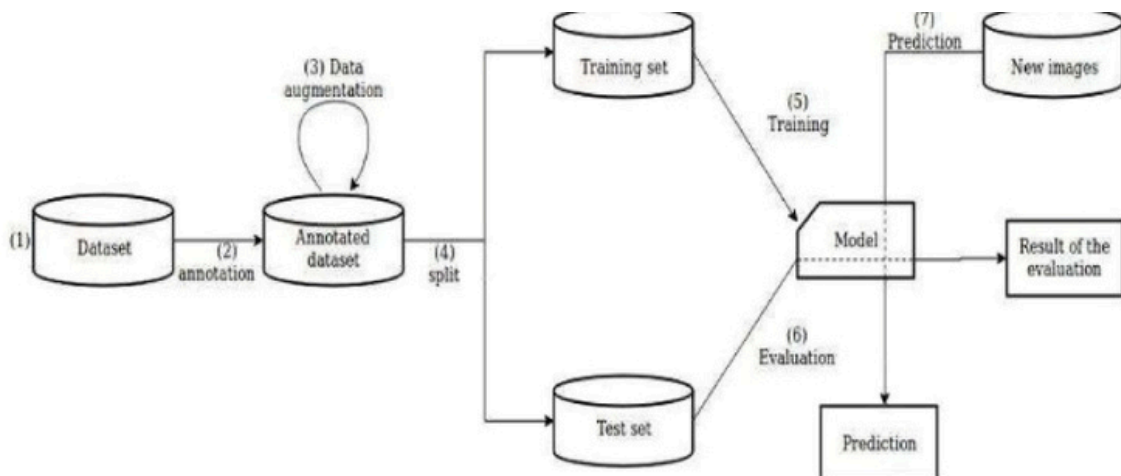 (7)
Prediction
(3) Data
augmentation
Training set
New images
(5)
Training
(1)
Dataset
(2)
annotation
Annotated
dataset
(4)
split
Model
Result of the
evaluation
(6)
Evaluation
Test set
Prediction